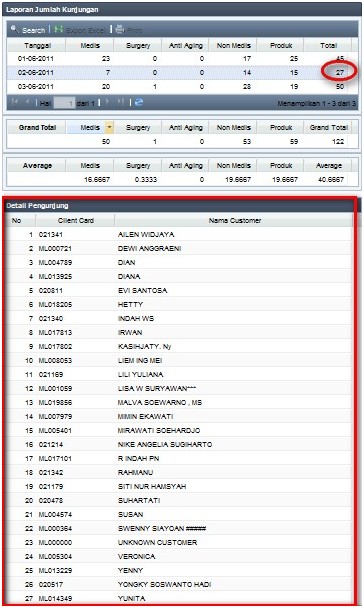 Laporan Jumlah Kunjungan
Search Export Excel Print
Tanggal Medis Surgery Anti Aging Non Medis Produk Total
01-06-2011 23 0 0 17 25 45
02-06-2011 7 0 0 14 15 27
03-06-2011 20 1 0 28 19 50
Hal 1 dari 1 Menampilkan 1 - 3 dari 3
Grand Total Medis Surgery Anti Aging Non Medis Produk Grand Total
50 1 0 53 59 122
Average Medis Surgery Anti Aging Non Medis Produk Average
16.6667 0.3333 0 19.6667 19.6667 40.6667
Detail Pengunjung
No Client Card Nama Customer
1 021341 AILEN WIDJAYA
2 ML000721 DEWI ANGGRAENI
3 ML004789 DIAN
4 ML013925 DIANA
5 020811 EVI SANTOSA
6 ML018205 HETTY
7 021340 INDAH WS
8 ML017813 IRWAN
9 ML017802 KASIHJATY. Ny
10 ML008053 LIEM ING MEI
11 021169 LILI YULIANA
12 ML001059 LISA W SURYAWAN***
13 ML019856 MALVA SOEWARNO , MS
14 ML007979 MIMIN EKAWATI
15 ML005401 MIRAWATI SOEHARDJO
16 021214 NIKE ANGELIA SUGIHARTO
17 ML017101 R INDAH PN
18 021342 RAHMANU
19 021179 SITI NUR HAMSYAH
20 020478 SUHARTATI
21 ML004574 SUSAN
22 ML000364 SWENNY SIAYOAN #####
23 ML000000 UNKNOWN CUSTOMER
24 ML005304 VERONICA
25 ML013229 YENNY
26 020517 YONGKY SOSWANTO HADI
27 ML014349 YUNITA